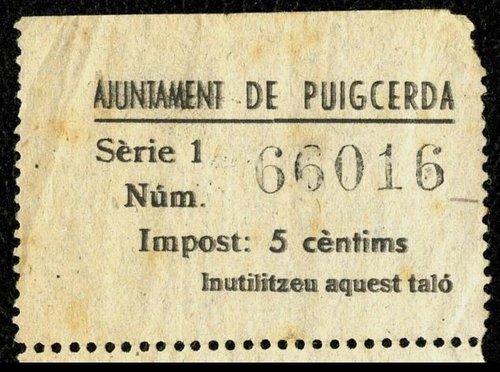 AJUNTAMENT DE PUIGCERDA
Sèrie 1
66016
Núm.
Impost: 5 cèntims
Inutilitzeu aquest taló